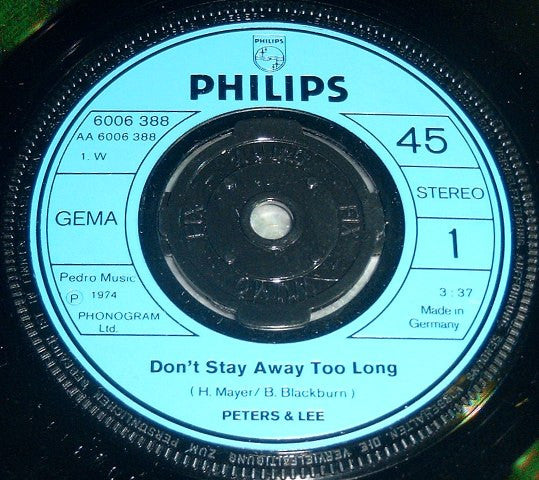 PHILIPS
PHILIPS
6006 388
AA 6006 388
1. W
45
GEMA
STEREO
1
Pedro Music
Ⓟ 1974
PHONOGRAM
Ltd.
3:37
Made in
Germany
Don't Stay Away Too Long
( H. Mayer/ B. Blackburn )
PETERS & LEE